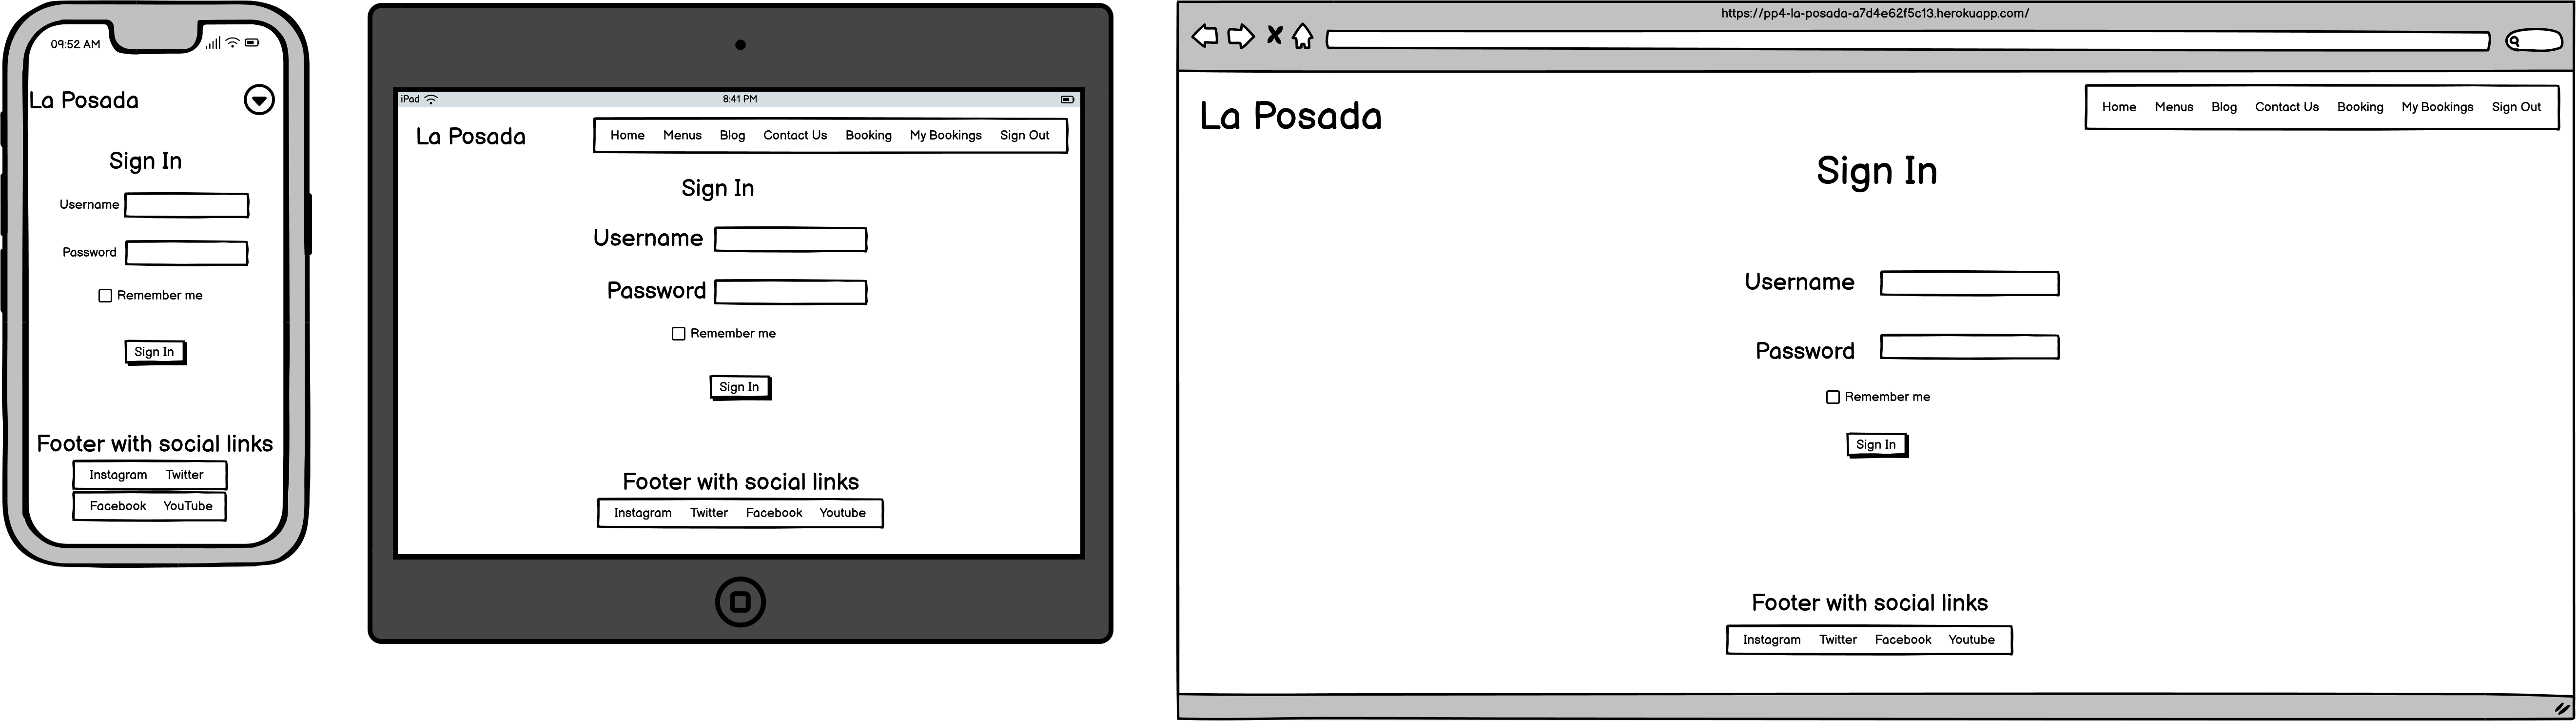 09:52 AM
La Posada
Sign In
Username
Password
Remember me
Sign In
Footer with social links
Instagram Twitter
Facebook YouTube
iPad 8:41 PM
La Posada
Home Menus Blog Contact Us Booking My Bookings Sign Out
Sign In
Username
Password
Remember me
Sign In
Footer with social links
Instagram Twitter Facebook Youtube
https://pp4-la-posada-a7d4e62f5c13.herokuapp.com/
La Posada
Home Menus Blog Contact Us Booking My Bookings Sign Out
Sign In
Username
Password
Remember me
Sign In
Footer with social links
Instagram Twitter Facebook Youtube